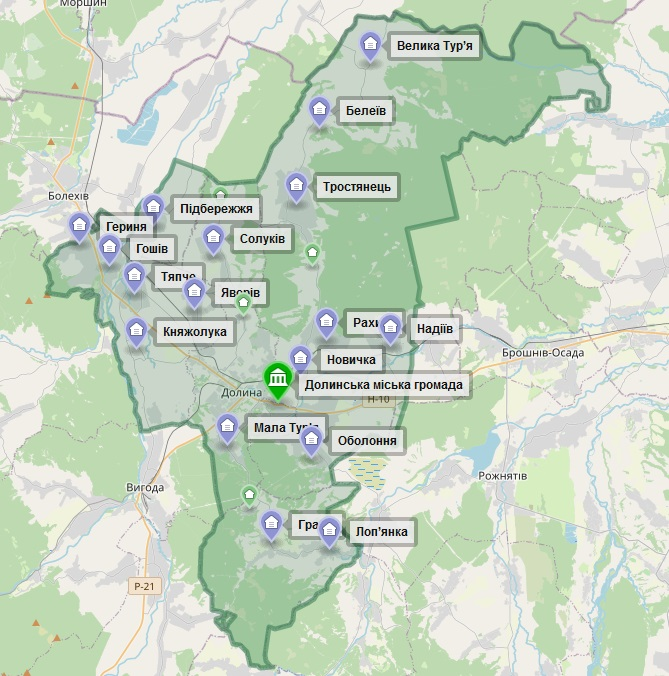 Моршин
Велика Тур'я
Белеїв
Тростянець
Болехів
Підбережжя
Гериня
Солуків
Гошів
Тяпче
Яворів
Надіїв
Княжолука
Брошнів-Осада
Новичка
Долинська міська громада
Долина
Н-10
Оболоння
Рожнятів
Вигода
Лоп'янка
Р-21